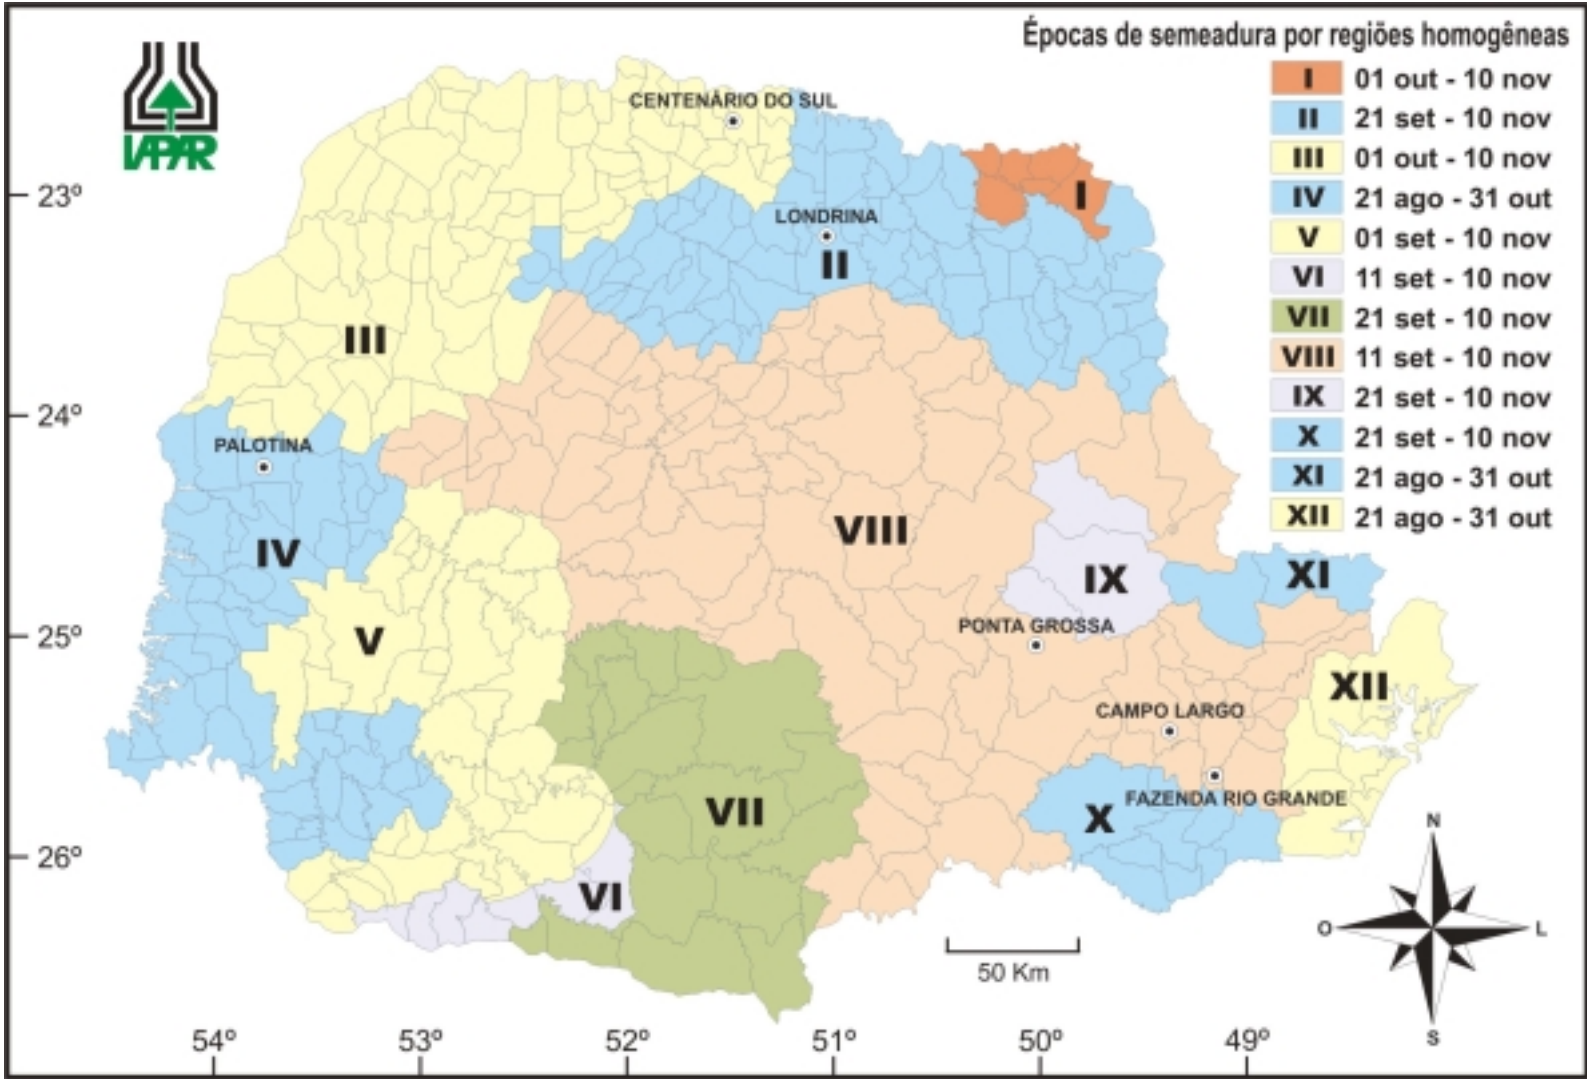 Épocas de semeadura por regiões homogêneas
IAPAR
I 01 out - 10 nov
II 21 set - 10 nov
III 01 out - 10 nov
IV 21 ago - 31 out
V 01 set - 10 nov
VI 11 set - 10 nov
VII 21 set - 10 nov
VIII 11 set - 10 nov
IX 21 set - 10 nov
X 21 set - 10 nov
XI 21 ago - 31 out
XII 21 ago - 31 out
CENTENÁRIO DO SUL
23º
I
LONDRINA
II
III
24º
PALOTINA
VIII
IV
XI
IX
PONTA GROSSA
25º
V
XII
CAMPO LARGO
FAZENDA RIO GRANDE
VII
X
N
26º
VI
O
L
50 Km
S
54º
53º
52º
51º
50º
49º